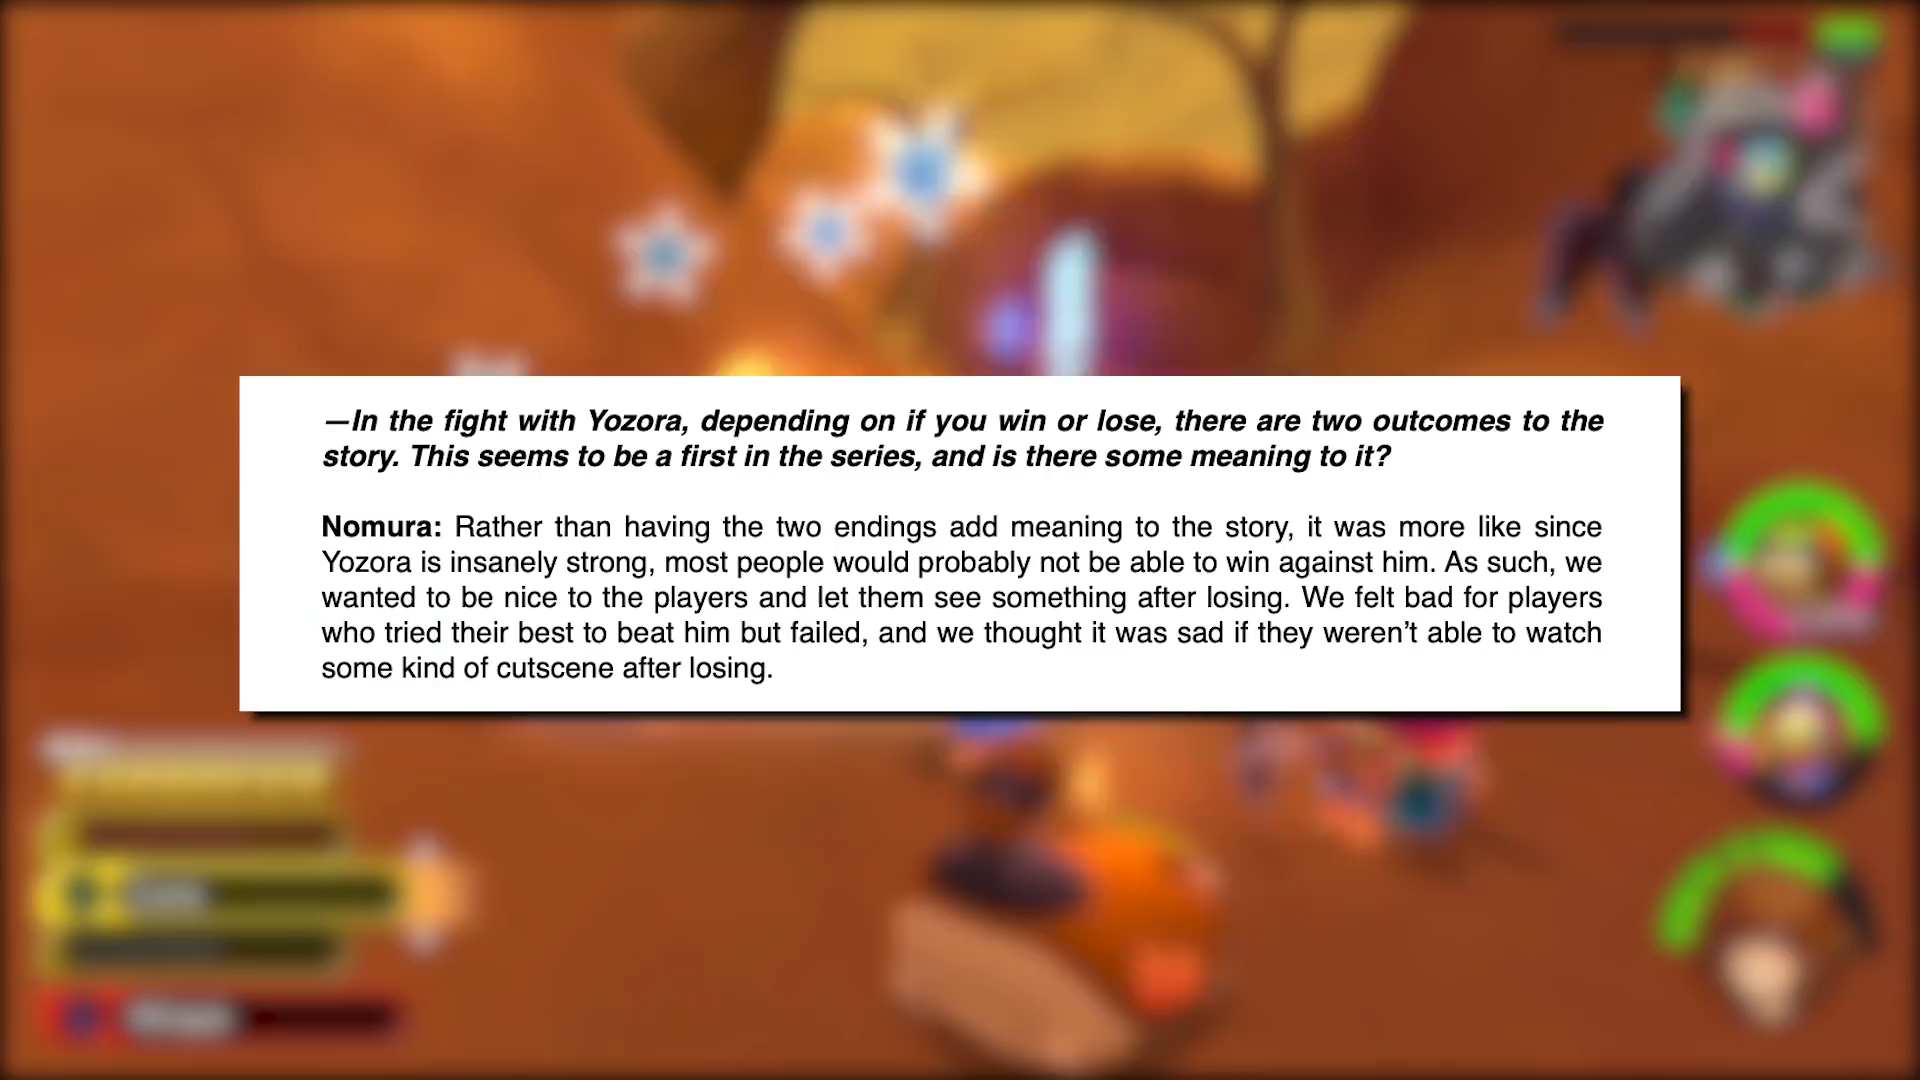 —In the fight with Yozora, depending on if you win or lose, there are two outcomes to the
story. This seems to be a first in the series, and is there some meaning to it?
Nomura: Rather than having the two endings add meaning to the story, it was more like since
Yozora is insanely strong, most people would probably not be able to win against him. As such, we
wanted to be nice to the players and let them see something after losing. We felt bad for players
who tried their best to beat him but failed, and we thought it was sad if they weren’t able to watch
some kind of cutscene after losing.